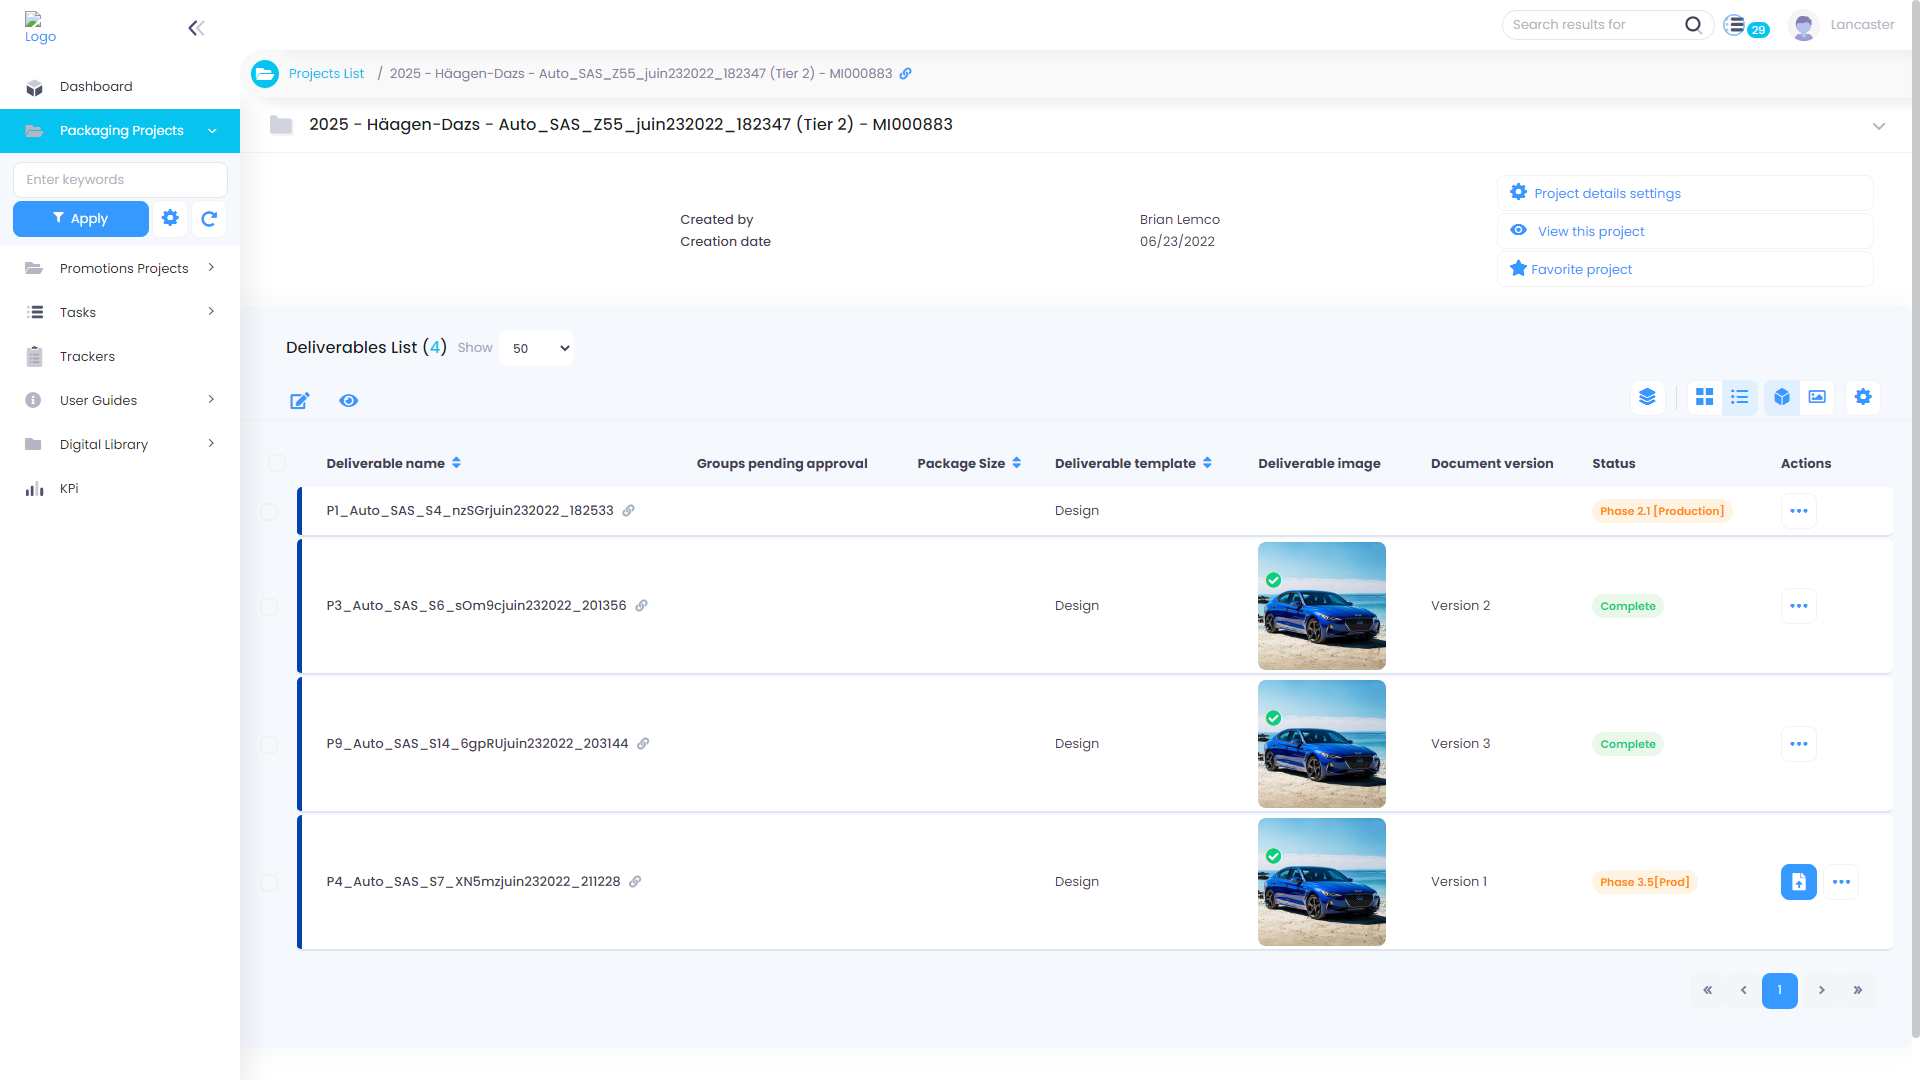 Logo
Search results for
29
Lancaster
Dashboard
Packaging Projects
Enter keywords
Apply
Promotions Projects
Tasks
Trackers
User Guides
Digital Library
KPi
Projects List / 2025 - Häagen-Dazs - Auto_SAS_Z55_juin232022_182347 (Tier 2) - MI000883
2025 - Häagen-Dazs - Auto_SAS_Z55_juin232022_182347 (Tier 2) - MI000883
Created by Brian Lemco
Creation date 06/23/2022
Project details settings
View this project
Favorite project
Deliverables List (4) Show 50
Deliverable name Groups pending approval Package Size Deliverable template Deliverable image Document version Status Actions
P1_Auto_SAS_S4_nzSGrjuin232022_182533 Design Phase 2.1 [Production]
P3_Auto_SAS_S6_sOm9cjuin232022_201356 Design Version 2 Complete
P9_Auto_SAS_S14_6gpRUjuin232022_203144 Design Version 3 Complete
P4_Auto_SAS_S7_XN5mzjuin232022_211228 Design Version 1 Phase 3.5[Prod]
« ‹ 1 › »